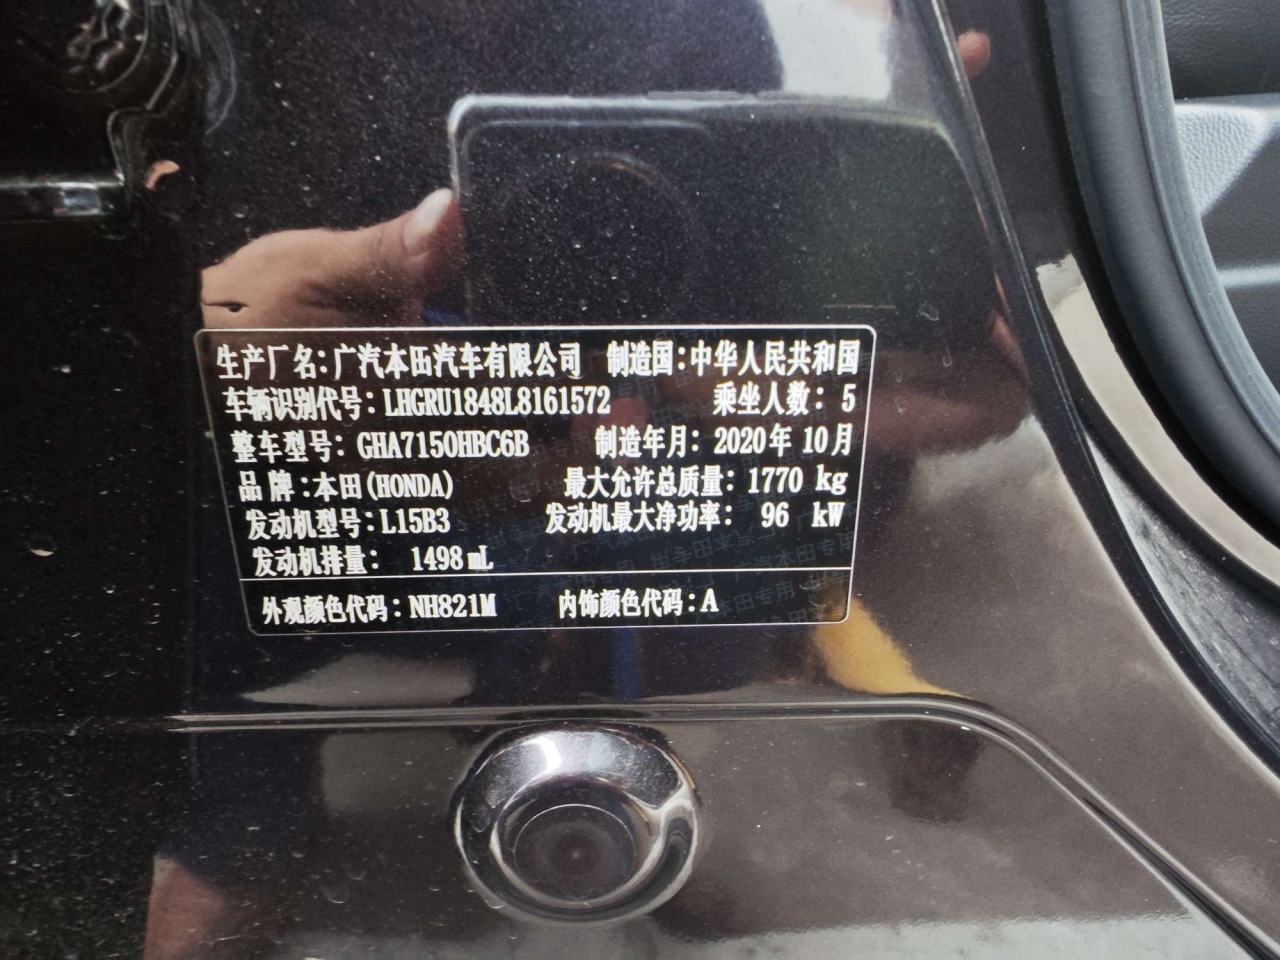 生产厂名：广汽本田汽车有限公司 制造国：中华人民共和国
车辆识别代号：LHGRU1848L8161572 乘坐人数：5
整车型号：GHA7150HBC6B 制造年月：2020年10月
品牌：本田(HONDA) 最大允许总质量：1770 kg
发动机型号：L15B3 发动机最大净功率：96 kW
发动机排量：1498mL
外观颜色代码：NH821M 内饰颜色代码：A